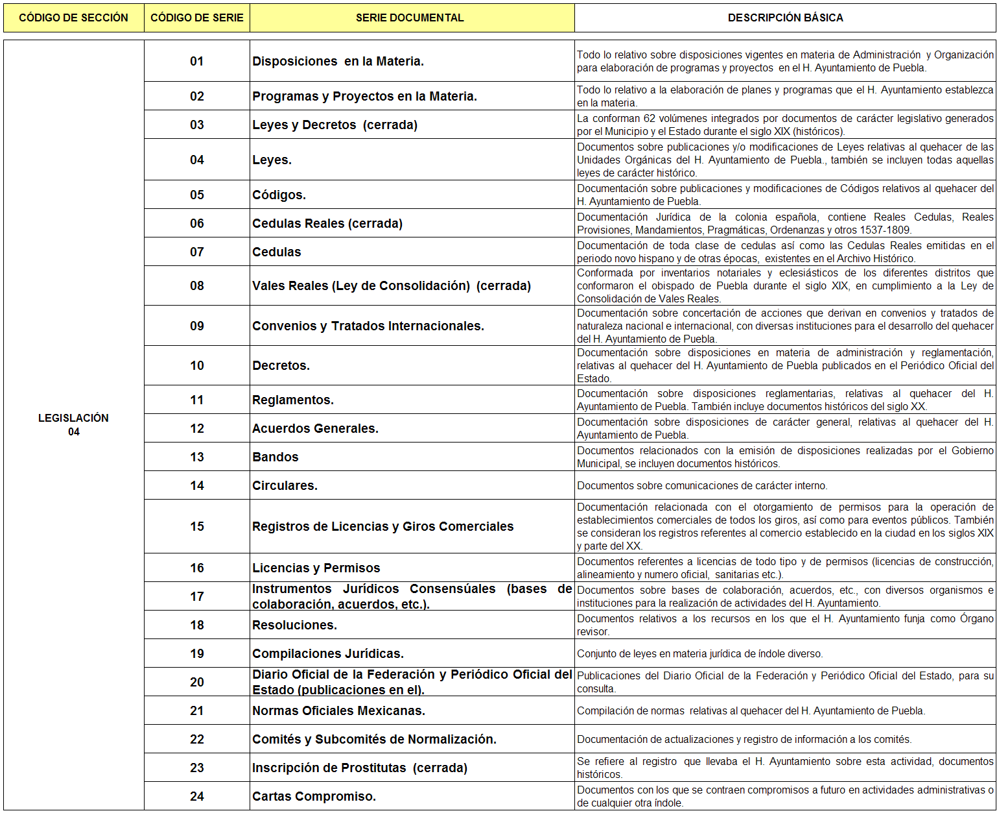 CÓDIGO DE SECCIÓN CÓDIGO DE SERIE SERIE DOCUMENTAL DESCRIPCIÓN BÁSICA
LEGISLACIÓN
04
01 Disposiciones en la Materia.
Todo lo relativo sobre disposiciones vigentes en materia de Administración y Organización
para elaboración de programas y proyectos en el H. Ayuntamiento de Puebla.
02 Programas y Proyectos en la Materia.
Todo lo relativo a la elaboración de planes y programas que el H. Ayuntamiento establezca
en la materia.
03 Leyes y Decretos (cerrada)
La conforman 62 volúmenes integrados por documentos de carácter legislativo generados
por el Municipio y el Estado durante el siglo XIX (históricos).
04 Leyes.
Documentos sobre publicaciones y/o modificaciones de Leyes relativas al quehacer de las
Unidades Orgánicas del H. Ayuntamiento de Puebla., también se incluyen todas aquellas
leyes de carácter histórico.
05 Códigos.
Documentación sobre publicaciones y modificaciones de Códigos relativos al quehacer del
H. Ayuntamiento de Puebla.
06 Cedulas Reales (cerrada)
Documentación Jurídica de la colonia española, contiene Reales Cedulas, Reales
Provisiones, Mandamientos, Pragmáticas, Ordenanzas y otros 1537-1809.
07 Cedulas
Documentación de toda clase de cedulas así como las Cedulas Reales emitidas en el
periodo novo hispano y de otras épocas, existentes en el Archivo Histórico.
08 Vales Reales (Ley de Consolidación) (cerrada)
Conformada por inventarios notariales y eclesiásticos de los diferentes distritos que
conformaron el obispado de Puebla durante el siglo XIX, en cumplimiento a la Ley de
Consolidación de Vales Reales.
09 Convenios y Tratados Internacionales.
Documentación sobre concertación de acciones que derivan en convenios y tratados de
naturaleza nacional e internacional, con diversas instituciones para el desarrollo del quehacer
del H. Ayuntamiento de Puebla.
10 Decretos.
Documentación sobre disposiciones en materia de administración y reglamentación,
relativas al quehacer del H. Ayuntamiento de Puebla publicados en el Periódico Oficial del
Estado.
11 Reglamentos.
Documentación sobre disposiciones reglamentarias, relativas al quehacer del H.
Ayuntamiento de Puebla. También incluye documentos históricos del siglo XX.
12 Acuerdos Generales.
Documentación sobre disposiciones de carácter general, relativas al quehacer del H.
Ayuntamiento de Puebla.
13 Bandos
Documentos relacionados con la emisión de disposiciones realizadas por el Gobierno
Municipal, se incluyen documentos históricos.
14 Circulares.
Documentos sobre comunicaciones de carácter interno.
15 Registros de Licencias y Giros Comerciales
Documentación relacionada con el otorgamiento de permisos para la operación de
establecimientos comerciales de todos los giros, así como para eventos públicos. También
se consideran los registros referentes al comercio establecido en la ciudad en los siglos XIX
y parte del XX.
16 Licencias y Permisos
Documentos referentes a licencias de todo tipo y de permisos (licencias de construcción,
alineamiento y numero oficial, sanitarias etc.).
17 Instrumentos Jurídicos Consensúales (bases de
colaboración, acuerdos, etc.).
Documentos sobre bases de colaboración, acuerdos, etc., con diversos organismos e
instituciones para la realización de actividades del H. Ayuntamiento.
18 Resoluciones.
Documentos relativos a los recursos en los que el H. Ayuntamiento funja como Órgano
revisor.
19 Compilaciones Jurídicas.
Conjunto de leyes en materia jurídica de índole diverso.
20 Diario Oficial de la Federación y Periódico Oficial del
Estado (publicaciones en el).
Publicaciones del Diario Oficial de la Federación y Periódico Oficial del Estado, para su
consulta.
21 Normas Oficiales Mexicanas.
Compilación de normas relativas al quehacer del H. Ayuntamiento de Puebla.
22 Comités y Subcomités de Normalización.
Documentación de actualizaciones y registro de información a los comités.
23 Inscripción de Prostitutas (cerrada)
Se refiere al registro que llevaba el H. Ayuntamiento sobre esta actividad, documentos
históricos.
24 Cartas Compromiso.
Documentos con los que se contraen compromisos a futuro en actividades administrativas o
de cualquier otra índole.